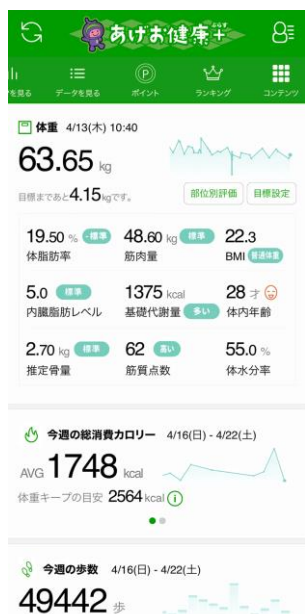 あげお健康+ プラス
を見る データを見る ポイント ランキング コンテンツ
体重 4/13(木) 10:40
63.65 kg
目標まであと4.15kgです。 部位別評価 目標設定
19.50 % -標準 48.60 kg 標準 22.3
体脂肪率 筋肉量 BMI 普通体重
5.0 標準 1375 kcal 28 才
内臓脂肪レベル 基礎代謝量 多い 体内年齢
2.70 kg 標準 62 高い 55.0 %
推定骨量 筋質点数 体水分率
今週の総消費カロリー 4/16(日) - 4/22(土)
AVG 1748 kcal
体重キープの目安 2564 kcal i
今週の歩数 4/16(日) - 4/22(土)
49442 歩